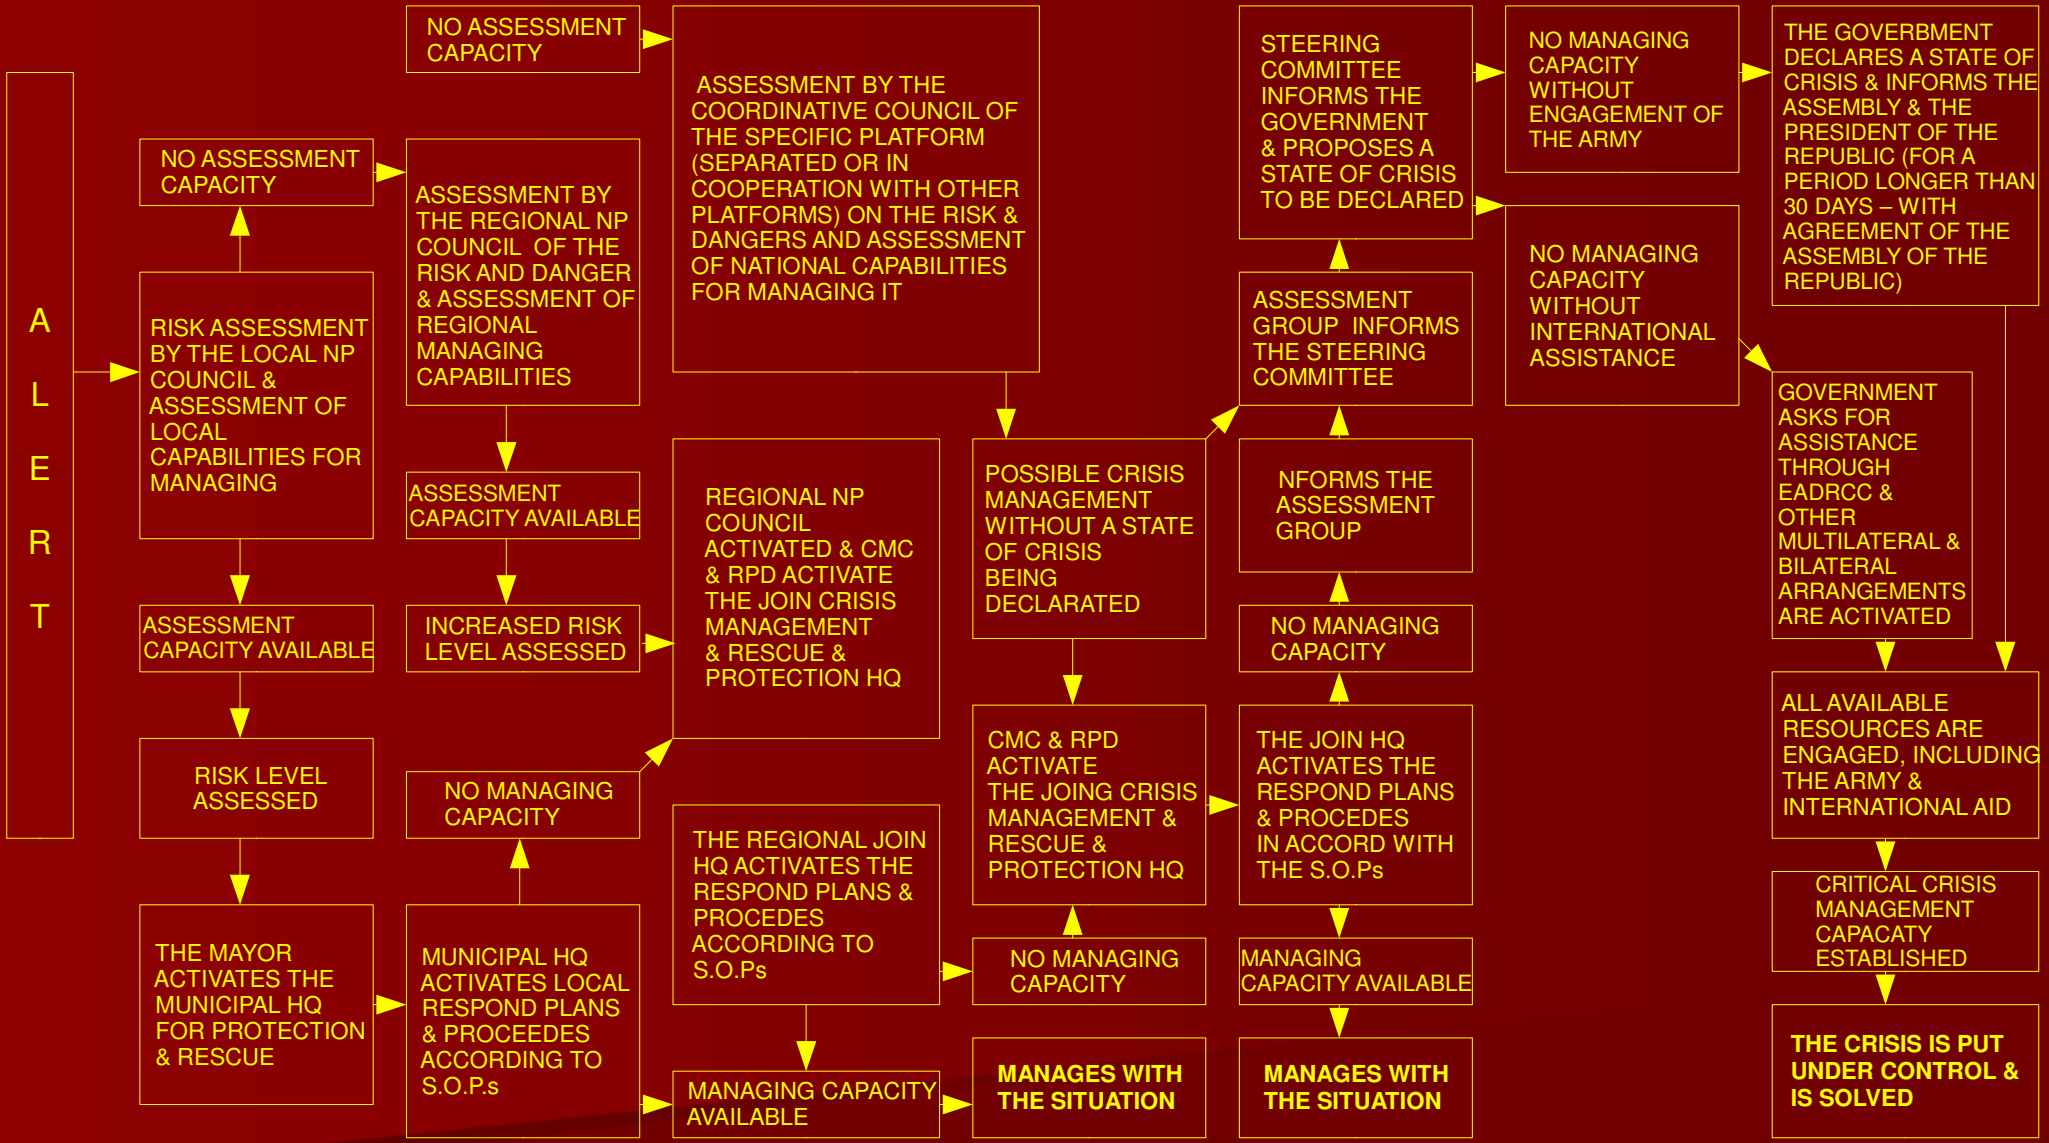 A
L
E
R
T
NO ASSESSMENT
CAPACITY
RISK ASSESSMENT
BY THE LOCAL NP
COUNCIL &
ASSESSMENT OF
LOCAL
CAPABILITIES FOR
MANAGING
ASSESSMENT
CAPACITY AVAILABLE
RISK LEVEL
ASSESSED
THE MAYOR
ACTIVATES THE
MUNICIPAL HQ
FOR PROTECTION
& RESCUE
NO ASSESSMENT
CAPACITY
ASSESSMENT BY
THE REGIONAL NP
COUNCIL OF THE
RISK AND DANGER
& ASSESSMENT OF
REGIONAL
MANAGING
CAPABILITIES
ASSESSMENT
CAPACITY AVAILABLE
INCREASED RISK
LEVEL ASSESSED
NO MANAGING
CAPACITY
MUNICIPAL HQ
ACTIVATES LOCAL
RESPOND PLANS
& PROCEEDES
ACCORDING TO
S.O.P.s
ASSESSMENT BY THE
COORDINATIVE COUNCIL OF
THE SPECIFIC PLATFORM
(SEPARATED OR IN
COOPERATION WITH OTHER
PLATFORMS) ON THE RISK &
DANGERS AND ASSESSMENT
OF NATIONAL CAPABILITIES
FOR MANAGING IT
REGIONAL NP
COUNCIL
ACTIVATED & CMC
& RPD ACTIVATE
THE JOIN CRISIS
MANAGEMENT
& RESCUE &
PROTECTION HQ
THE REGIONAL JOIN
HQ ACTIVATES THE
RESPOND PLANS &
PROCEDES
ACCORDING TO
S.O.Ps
MANAGING CAPACITY
AVAILABLE
POSSIBLE CRISIS
MANAGEMENT
WITHOUT A STATE
OF CRISIS
BEING
DECLARATED
CMC & RPD
ACTIVATE
THE JOING CRISIS
MANAGEMENT &
RESCUE &
PROTECTION HQ
NO MANAGING
CAPACITY
MANAGES WITH
THE SITUATION
STEERING
COMMITTEE
INFORMS THE
GOVERNMENT
& PROPOSES A
STATE OF CRISIS
TO BE DECLARED
ASSESSMENT
GROUP INFORMS
THE STEERING
COMMITTEE
NFORMS THE
ASSESSMENT
GROUP
NO MANAGING
CAPACITY
THE JOIN HQ
ACTIVATES THE
RESPOND PLANS
& PROCEDES
IN ACCORD WITH
THE S.O.Ps
MANAGING
CAPACITY AVAILABLE
MANAGES WITH
THE SITUATION
NO MANAGING
CAPACITY
WITHOUT
ENGAGEMENT OF
THE ARMY
NO MANAGING
CAPACITY
WITHOUT
INTERNATIONAL
ASSISTANCE
THE GOVERBMENT
DECLARES A STATE OF
CRISIS & INFORMS THE
ASSEMBLY & THE
PRESIDENT OF THE
REPUBLIC (FOR A
PERIOD LONGER THAN
30 DAYS – WITH
AGREEMENT OF THE
ASSEMBLY OF THE
REPUBLIC)
GOVERNMENT
ASKS FOR
ASSISTANCE
THROUGH
EADRCC &
OTHER
MULTILATERAL &
BILATERAL
ARRANGEMENTS
ARE ACTIVATED
ALL AVAILABLE
RESOURCES ARE
ENGAGED, INCLUDING
THE ARMY &
INTERNATIONAL AID
CRITICAL CRISIS
MANAGEMENT
CAPACATY
ESTABLISHED
THE CRISIS IS PUT
UNDER CONTROL &
IS SOLVED